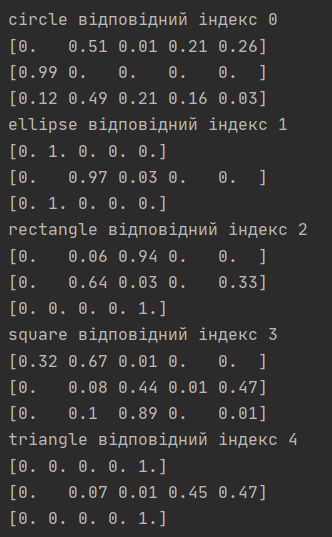 circle відповідний індекс 0
[0.   0.51 0.01 0.21 0.26]
[0.99 0.   0.   0.   0.  ]
[0.12 0.49 0.21 0.16 0.03]
ellipse відповідний індекс 1
[0. 1. 0. 0. 0.]
[0.   0.97 0.03 0.   0.  ]
[0. 1. 0. 0. 0.]
rectangle відповідний індекс 2
[0.   0.06 0.94 0.   0.  ]
[0.   0.64 0.03 0.   0.33]
[0. 0. 0. 0. 1.]
square відповідний індекс 3
[0.32 0.67 0.01 0.   0.  ]
[0.   0.08 0.44 0.01 0.47]
[0.   0.1  0.89 0.   0.01]
triangle відповідний індекс 4
[0. 0. 0. 0. 1.]
[0.   0.07 0.01 0.45 0.47]
[0. 0. 0. 0. 1.]